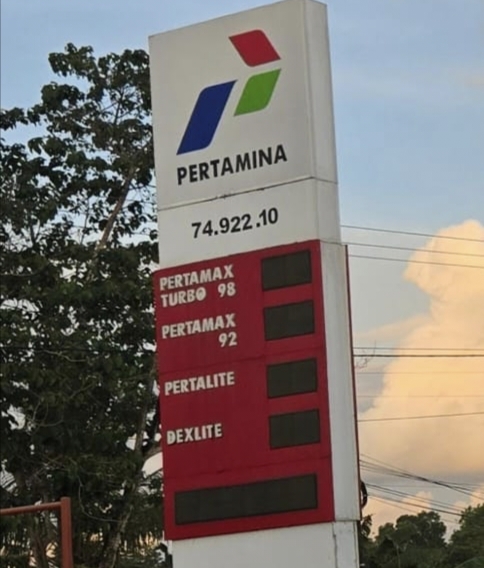 PERTAMINA
74.922.10
PERTAMAX
TURBO 98
PERTAMAX
92
PERTALITE
DEXLITE